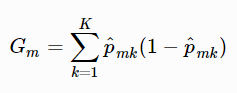 $$G_m = \sum_{k=1}^{K} \hat{p}_{mk}(1 - \hat{p}_{mk})$$